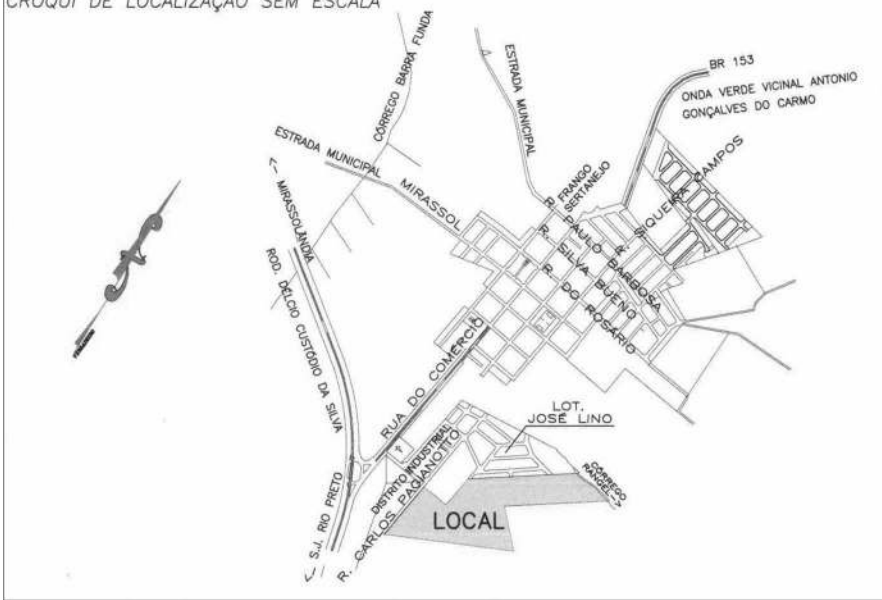 CROQUI DE LOCALIZAÇÃO SEM ESCALA
CÓRREGO BARRA FUNDA
ESTRADA MUNICIPAL
BR 153
ONDA VERDE VICINAL ANTONIO
GONÇALVES DO CARMO
ESTRADA MUNICIPAL MIRASSOL
<- MIRASSOLÂNDIA
FRANGO
SERTANEJO
R. SIQUEIRA CAMPOS
R. PAULO BARBOSA
R. SILVA BUENO
R. DO ROSÁRIO
ROD. DÉLCIO CUSTÓDIO DA SILVA
RUA DO COMÉRCIO
LOT.
JOSÉ LINO
DISTRITO INDUSTRIAL
R. CARLOS PAGIANOTTO
CÓRREGO
RANGEL->
LOCAL
<- S.J. RIO PRETO